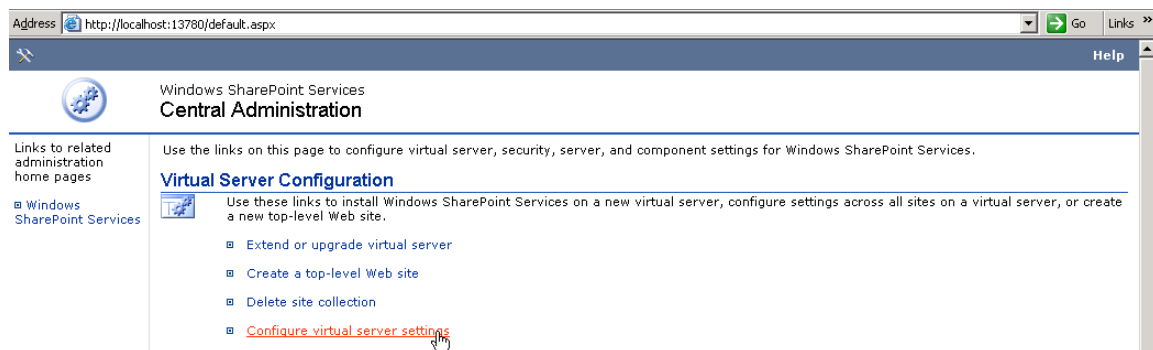 Address http://localhost:13780/default.aspx Go Links »
Help
Windows SharePoint Services
Central Administration
Links to related
administration
home pages
Windows
SharePoint Services
Use the links on this page to configure virtual server, security, server, and component settings for Windows SharePoint Services.
Virtual Server Configuration
Use these links to install Windows SharePoint Services on a new virtual server, configure settings across all sites on a virtual server, or create
a new top-level Web site.
Extend or upgrade virtual server
Create a top-level Web site
Delete site collection
Configure virtual server settings